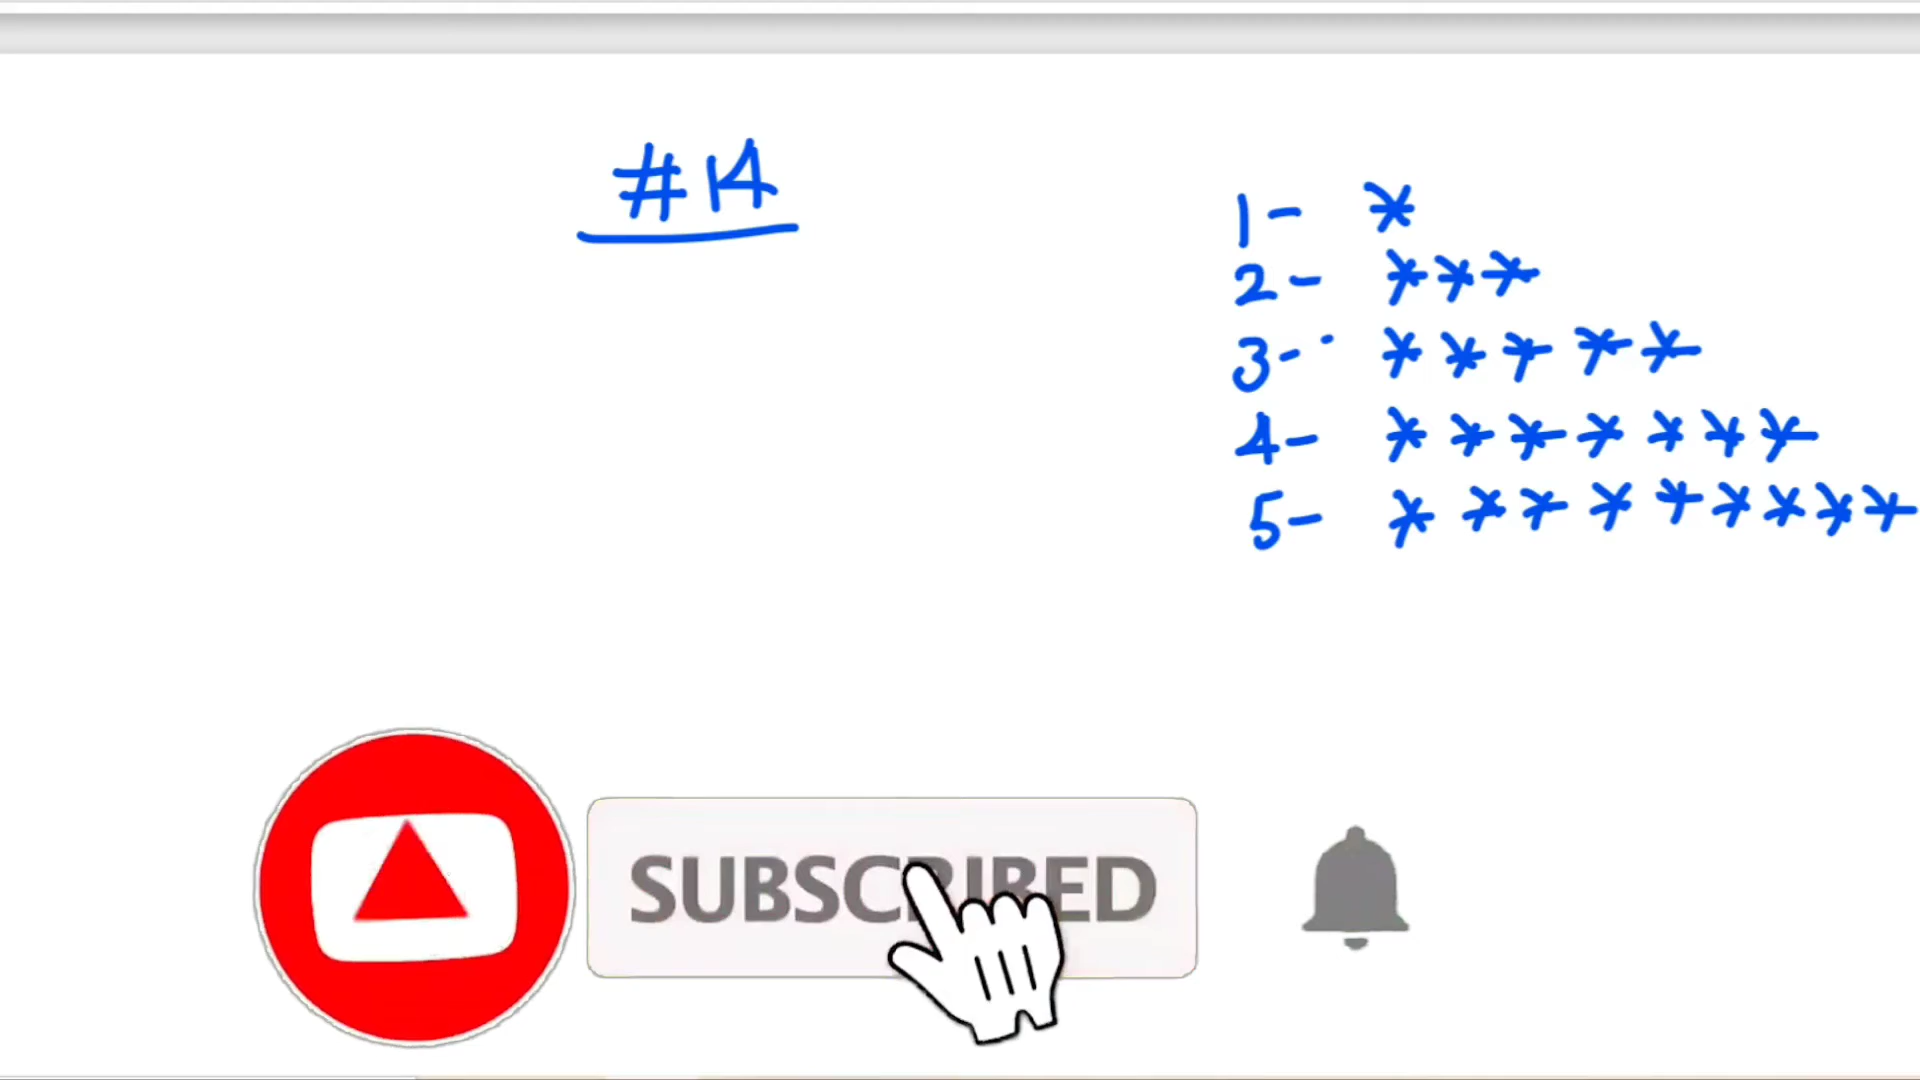 #14
1- *
2- ***
3- * * * * *
4- * * * * * * *
5- * * * * * * * * *
SUBSCRIBED